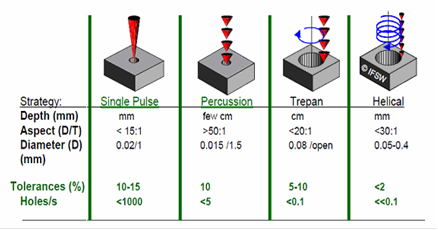 © IFSW
Strategy: Single Pulse Percussion Trepan Helical
Depth (mm) mm few cm cm mm
Aspect (D/T) < 15:1 >50:1 <20:1 <30:1
Diameter (D) 0.02/1 0.015 /1.5 0.08 /open 0.05-0.4
(mm)
Tolerances (%) 10-15 10 5-10 <2
Holes/s <1000 <5 <0.1 <<0.1